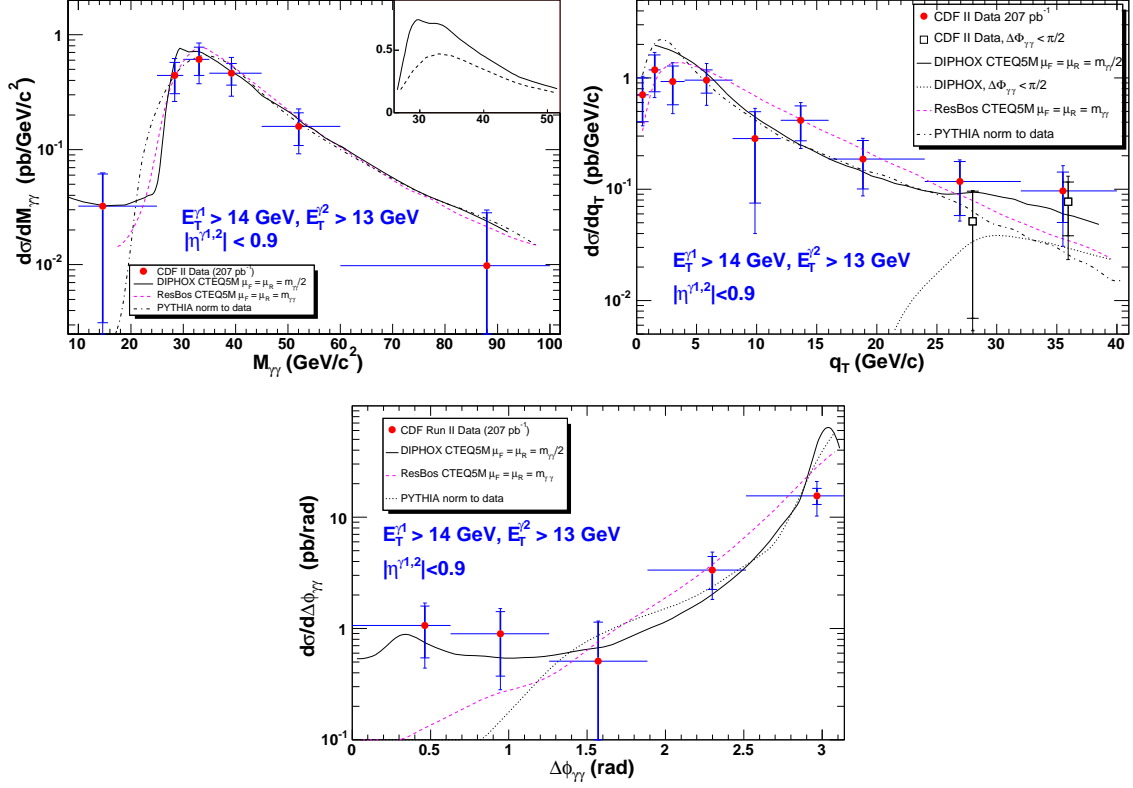 dσ/dM_γγ (pb/GeV/c²)
1
10⁻¹
10⁻²
0.5
0
30 40 50
E_T^γ1 > 14 GeV, E_T^γ2 > 13 GeV
|η^γ1,2| < 0.9
CDF II Data (207 pb⁻¹)
DIPHOX CTEQ5M μ_F = μ_R = m_γγ/2
ResBos CTEQ5M μ_F = μ_R = m_γγ
PYTHIA norm to data
10 20 30 40 50 60 70 80 90 100
M_γγ (GeV/c²)
dσ/dq_T (pb/GeV/c)
1
10⁻¹
10⁻²
CDF II Data 207 pb⁻¹
CDF II Data, ΔΦ_γγ < π/2
DIPHOX CTEQ5M μ_F = μ_R = m_γγ/2
DIPHOX, ΔΦ_γγ < π/2
ResBos CTEQ5M μ_F = μ_R = m_γγ
PYTHIA norm to data
E_T^γ1 > 14 GeV, E_T^γ2 > 13 GeV
|η^γ1,2|<0.9
0 5 10 15 20 25 30 35 40
q_T (GeV/c)
dσ/dΔϕ_γγ (pb/rad)
10
1
10⁻¹
CDF Run II Data (207 pb⁻¹)
DIPHOX CTEQ5M μ_F = μ_R = m_γγ/2
ResBos CTEQ5M μ_F = μ_R = m_γγ
PYTHIA norm to data
E_T^γ1 > 14 GeV, E_T^γ2 > 13 GeV
|η^γ1,2|<0.9
0 0.5 1 1.5 2 2.5 3
Δϕ_γγ (rad)